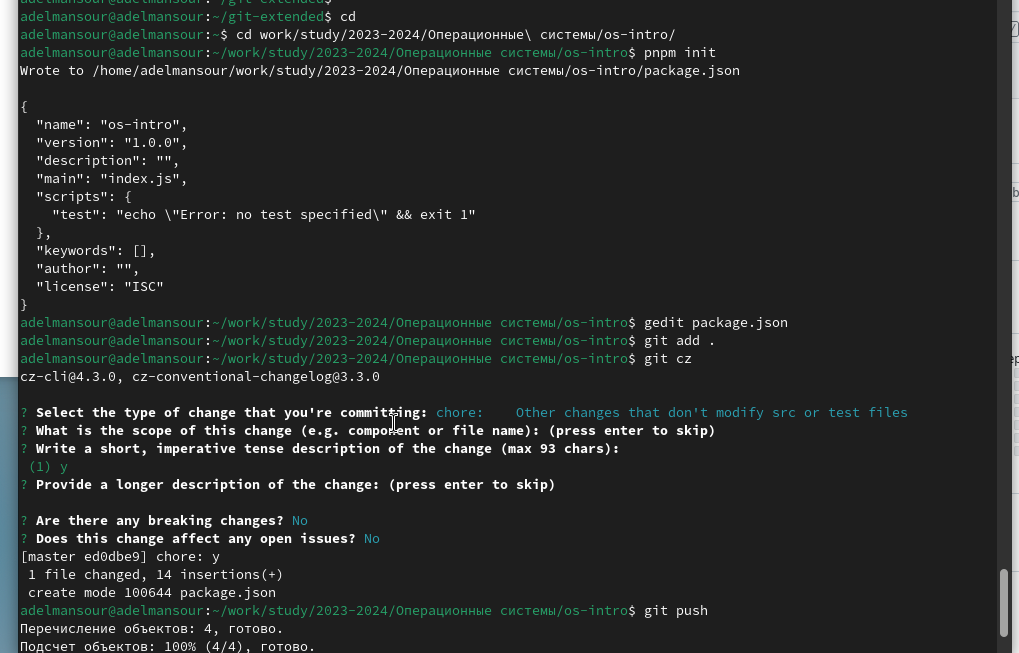 adelmansour@adelmansour:~/git-extended$
adelmansour@adelmansour:~/git-extended$ cd
adelmansour@adelmansour:~$ cd work/study/2023-2024/Операционные\ системы/os-intro/
adelmansour@adelmansour:~/work/study/2023-2024/Операционные системы/os-intro$ pnpm init
Wrote to /home/adelmansour/work/study/2023-2024/Операционные системы/os-intro/package.json
{
  "name": "os-intro",
  "version": "1.0.0",
  "description": "",
  "main": "index.js",
  "scripts": {
    "test": "echo \"Error: no test specified\" && exit 1"
  },
  "keywords": [],
  "author": "",
  "license": "ISC"
}
adelmansour@adelmansour:~/work/study/2023-2024/Операционные системы/os-intro$ gedit package.json
adelmansour@adelmansour:~/work/study/2023-2024/Операционные системы/os-intro$ git add .
adelmansour@adelmansour:~/work/study/2023-2024/Операционные системы/os-intro$ git cz
cz-cli@4.3.0, cz-conventional-changelog@3.3.0
? Select the type of change that you're committing: chore:    Other changes that don't modify src or test files
? What is the scope of this change (e.g. component or file name): (press enter to skip)
? Write a short, imperative tense description of the change (max 93 chars):
 (1) y
? Provide a longer description of the change: (press enter to skip)
? Are there any breaking changes? No
? Does this change affect any open issues? No
[master ed0dbe9] chore: y
 1 file changed, 14 insertions(+)
 create mode 100644 package.json
adelmansour@adelmansour:~/work/study/2023-2024/Операционные системы/os-intro$ git push
Перечисление объектов: 4, готово.
Подсчет объектов: 100% (4/4), готово.